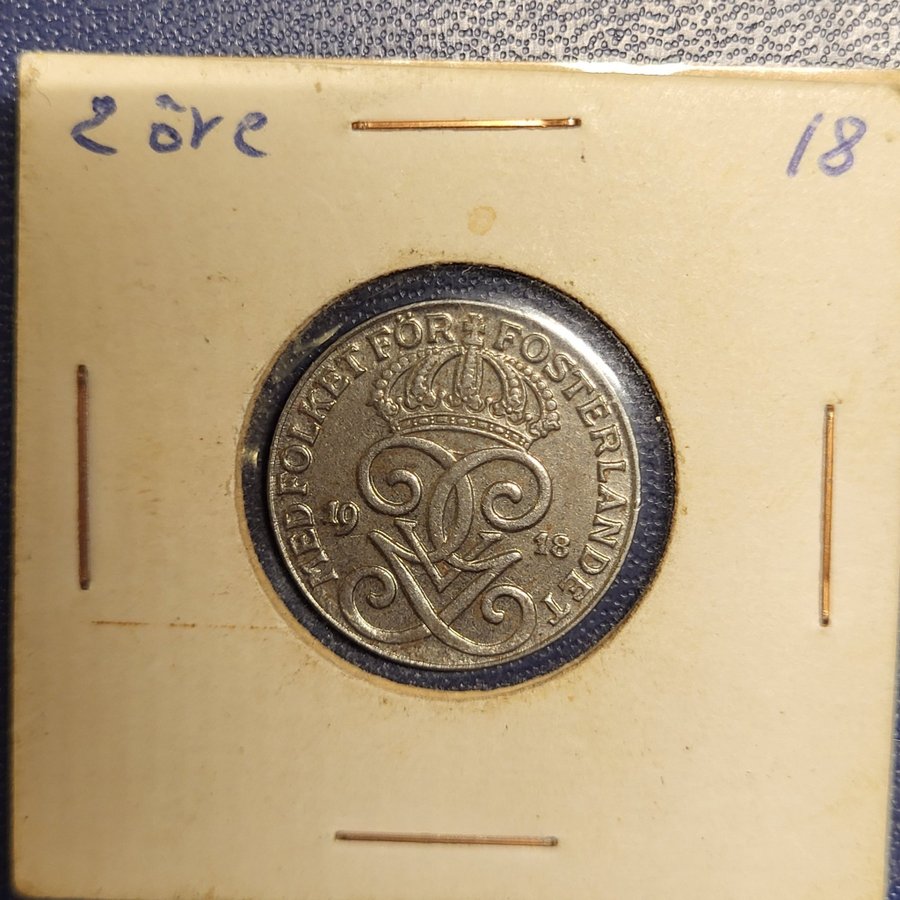 2 öre 18
MED FOLKET FÖR FOSTERLANDET
19 18